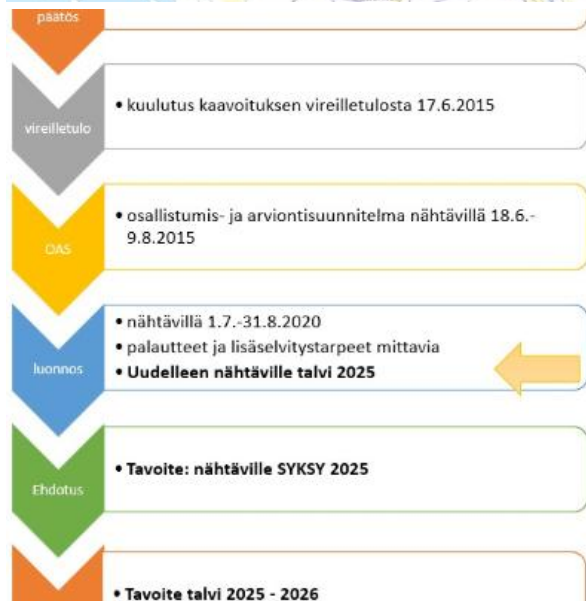 päätös
vireilletulo
• kuulutus kaavoituksen vireilletulosta 17.6.2015
OAS
• osallistumis- ja arviontisuunnitelma nähtävillä 18.6.-
9.8.2015
luonnos
• nähtävillä 1.7.-31.8.2020
• palautteet ja lisäselvitystarpeet mittavia
• Uudelleen nähtäville talvi 2025
Ehdotus
• Tavoite: nähtäville SYKSY 2025
• Tavoite talvi 2025 - 2026